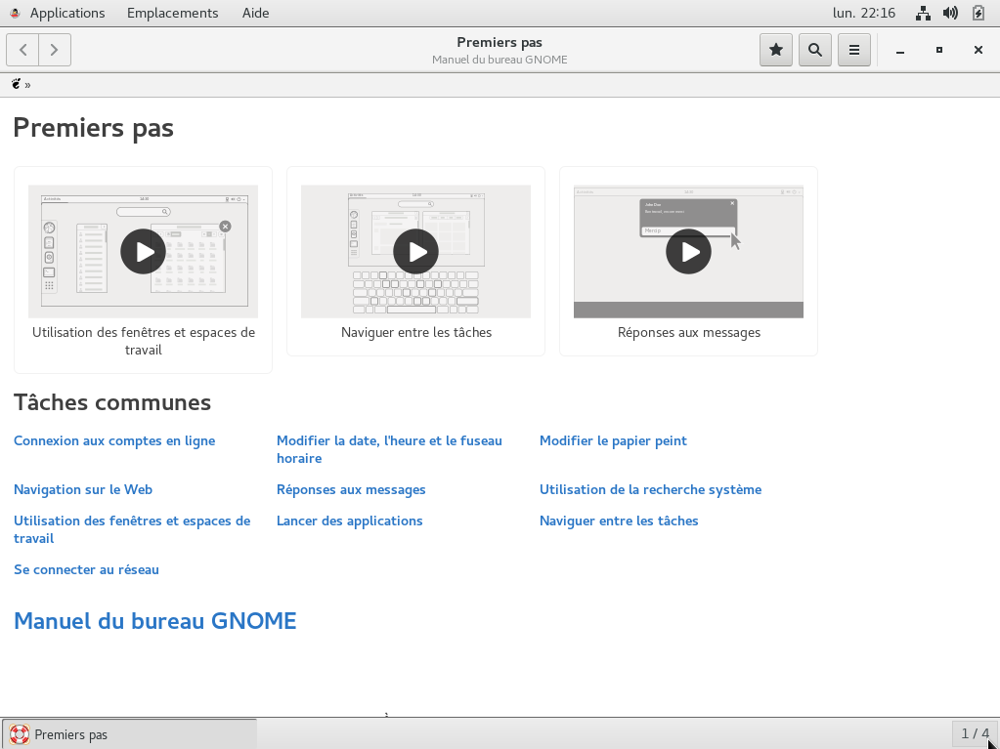 Applications Emplacements Aide lun. 22:16
Premiers pas
Manuel du bureau GNOME
»
Premiers pas
Utilisation des fenêtres et espaces de
travail
Naviguer entre les tâches
Réponses aux messages
Tâches communes
Connexion aux comptes en ligne
Modifier la date, l'heure et le fuseau
horaire
Modifier le papier peint
Navigation sur le Web
Réponses aux messages
Utilisation de la recherche système
Utilisation des fenêtres et espaces de
travail
Lancer des applications
Naviguer entre les tâches
Se connecter au réseau
Manuel du bureau GNOME
Premiers pas
1 / 4